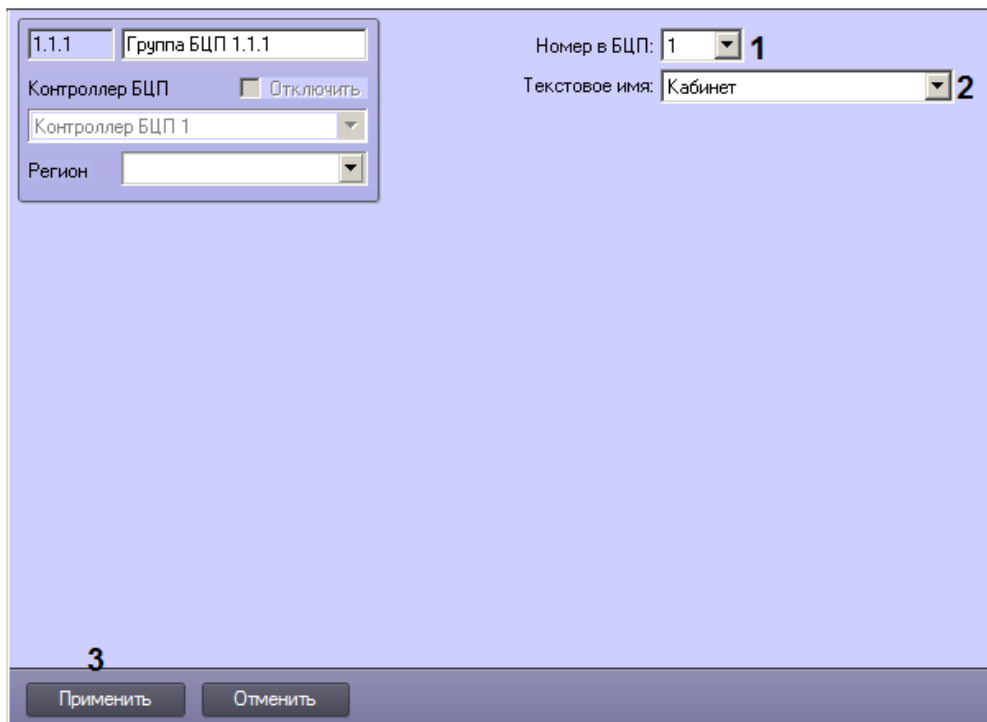 1.1.1 Группа БЦП 1.1.1
Контроллер БЦП Отключить
Контроллер БЦП 1
Регион
Номер в БЦП: 1 1
Текстовое имя: Кабинет 2
3
Применить Отменить